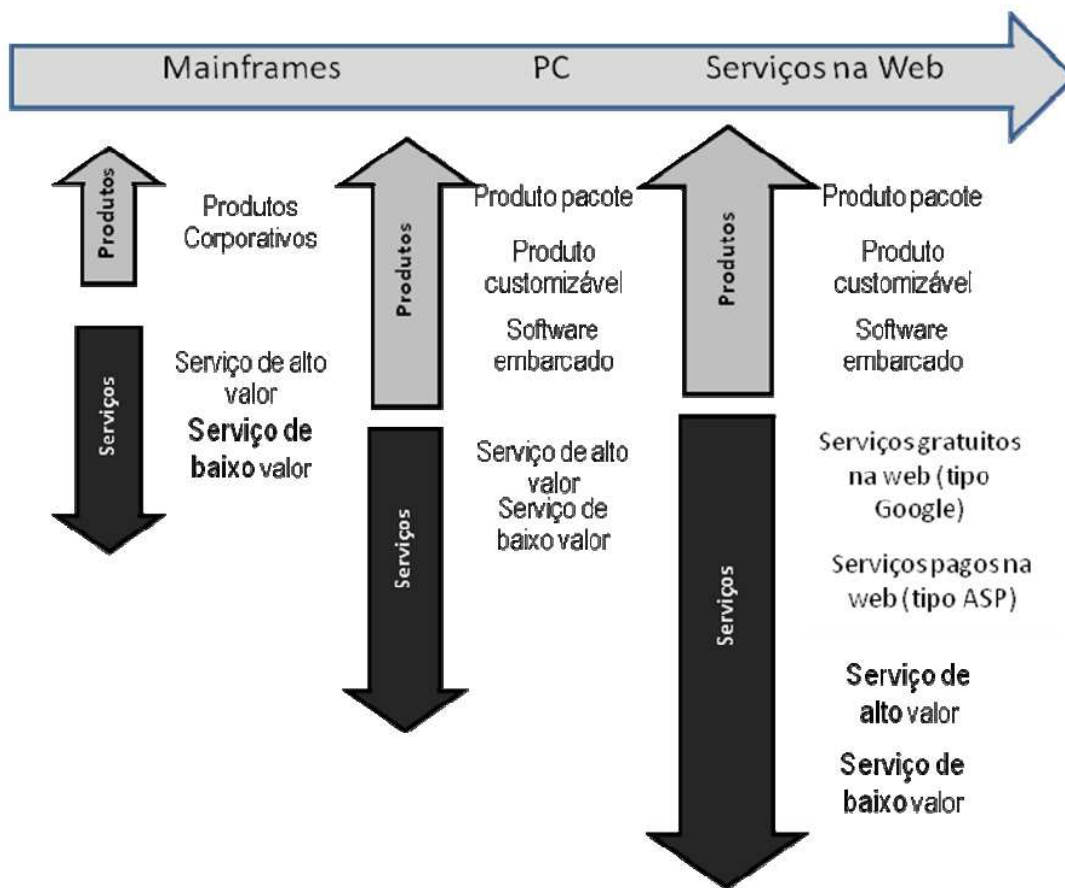 Mainframes PC Serviços na Web
Produtos
Produtos
Corporativos
Serviços
Serviço de alto
valor
Serviço de
baixo valor
Produtos
Produto pacote
Produto
customizável
Software
embarcado
Serviços
Serviço de alto
valor
Serviço de
baixo valor
Produtos
Produto pacote
Produto
customizável
Software
embarcado
Serviços
Serviços gratuitos
na web (tipo
Google)
Serviços pagos na
web (tipo ASP)
Serviço de
alto valor
Serviço de
baixo valor